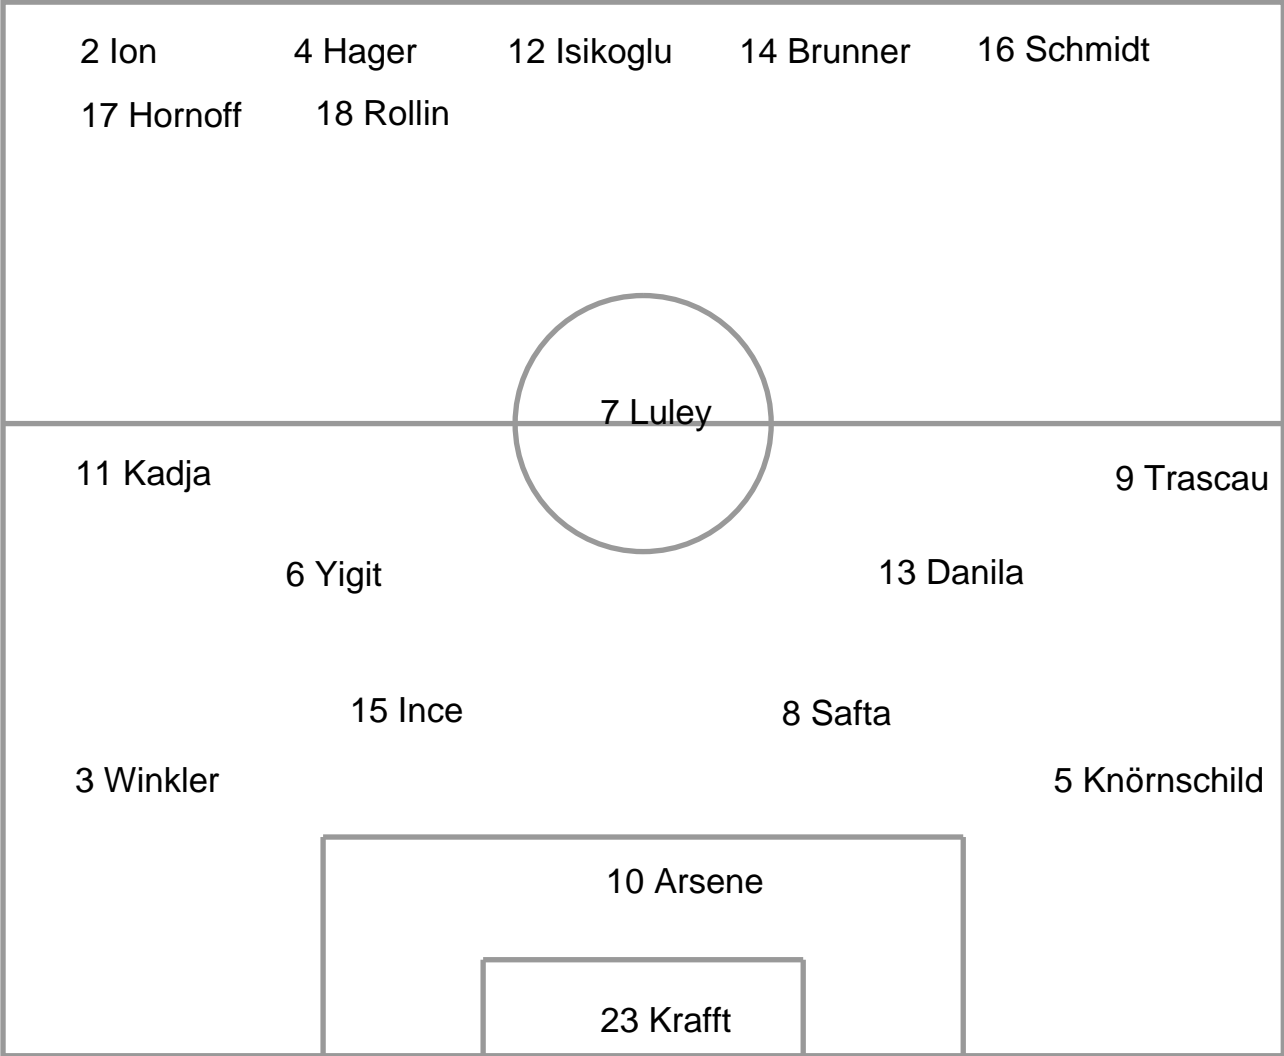 2 Ion 4 Hager 12 Isikoglu 14 Brunner 16 Schmidt
17 Hornoff 18 Rollin
7 Luley
11 Kadja 9 Trascau
6 Yigit 13 Danila
15 Ince 8 Safta
3 Winkler 5 Knörnschild
10 Arsene
23 Krafft